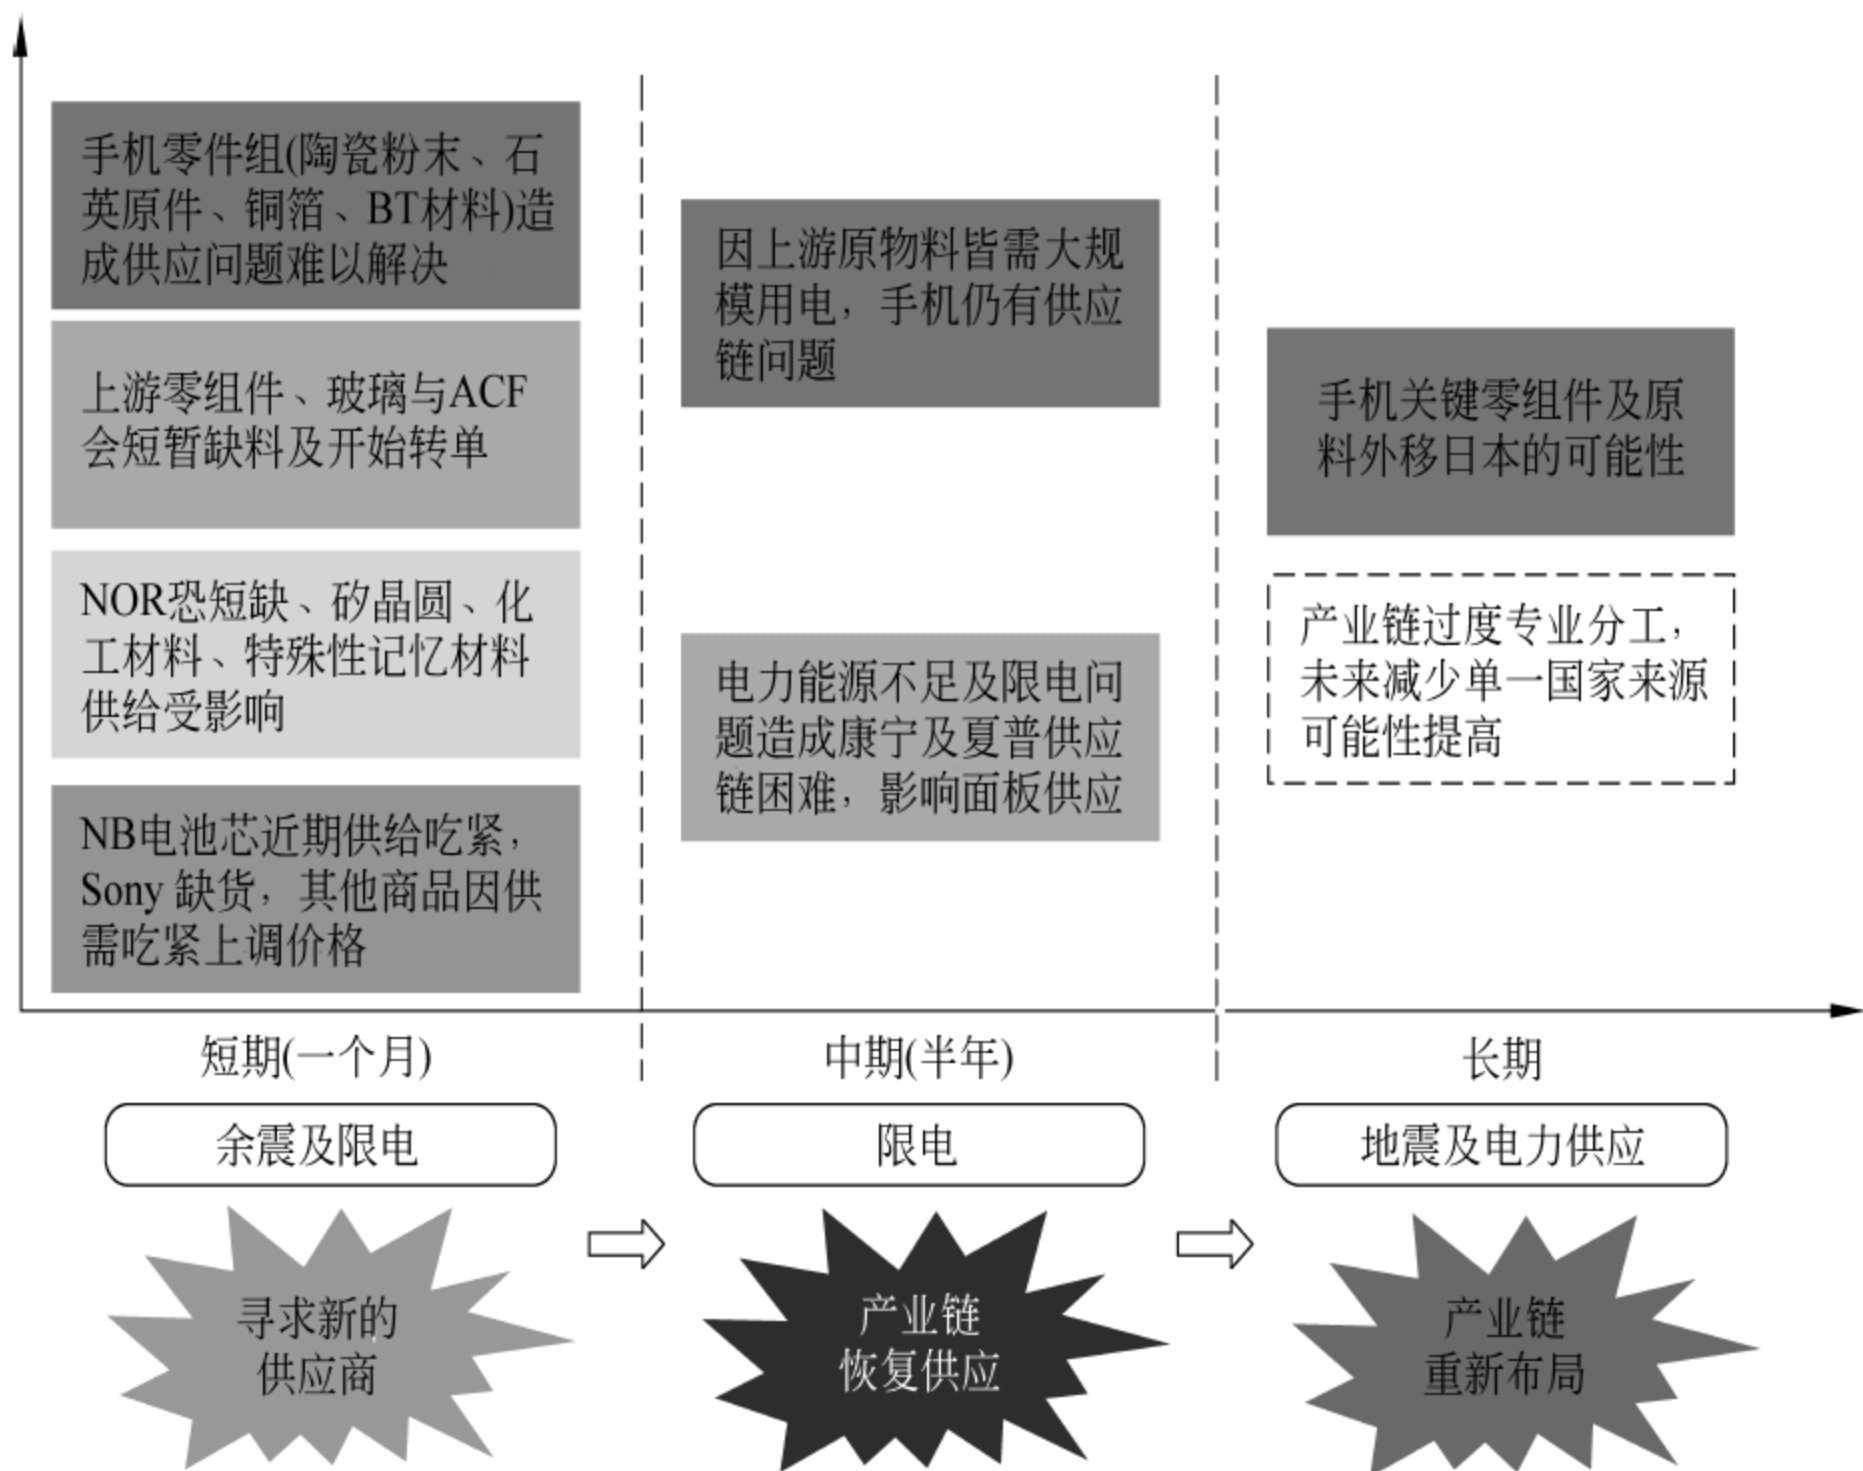 手机零件组(陶瓷粉末、石
英原件、铜箔、BT材料)造
成供应问题难以解决
上游零组件、玻璃与ACF
会短暂缺料及开始转单
NOR恐短缺、矽晶圆、化
工材料、特殊性记忆材料
供给受影响
NB电池芯近期供给吃紧,
Sony 缺货,其他商品因供
需吃紧上调价格
因上游原物料皆需大规
模用电,手机仍有供应
链问题
电力能源不足及限电问
题造成康宁及夏普供应
链困难,影响面板供应
手机关键零组件及原
料外移日本的可能性
产业链过度专业分工,
未来减少单一国家来源
可能性提高
短期(一个月)
中期(半年)
长期
余震及限电
限电
地震及电力供应
寻求新的
供应商
产业链
恢复供应
产业链
重新布局